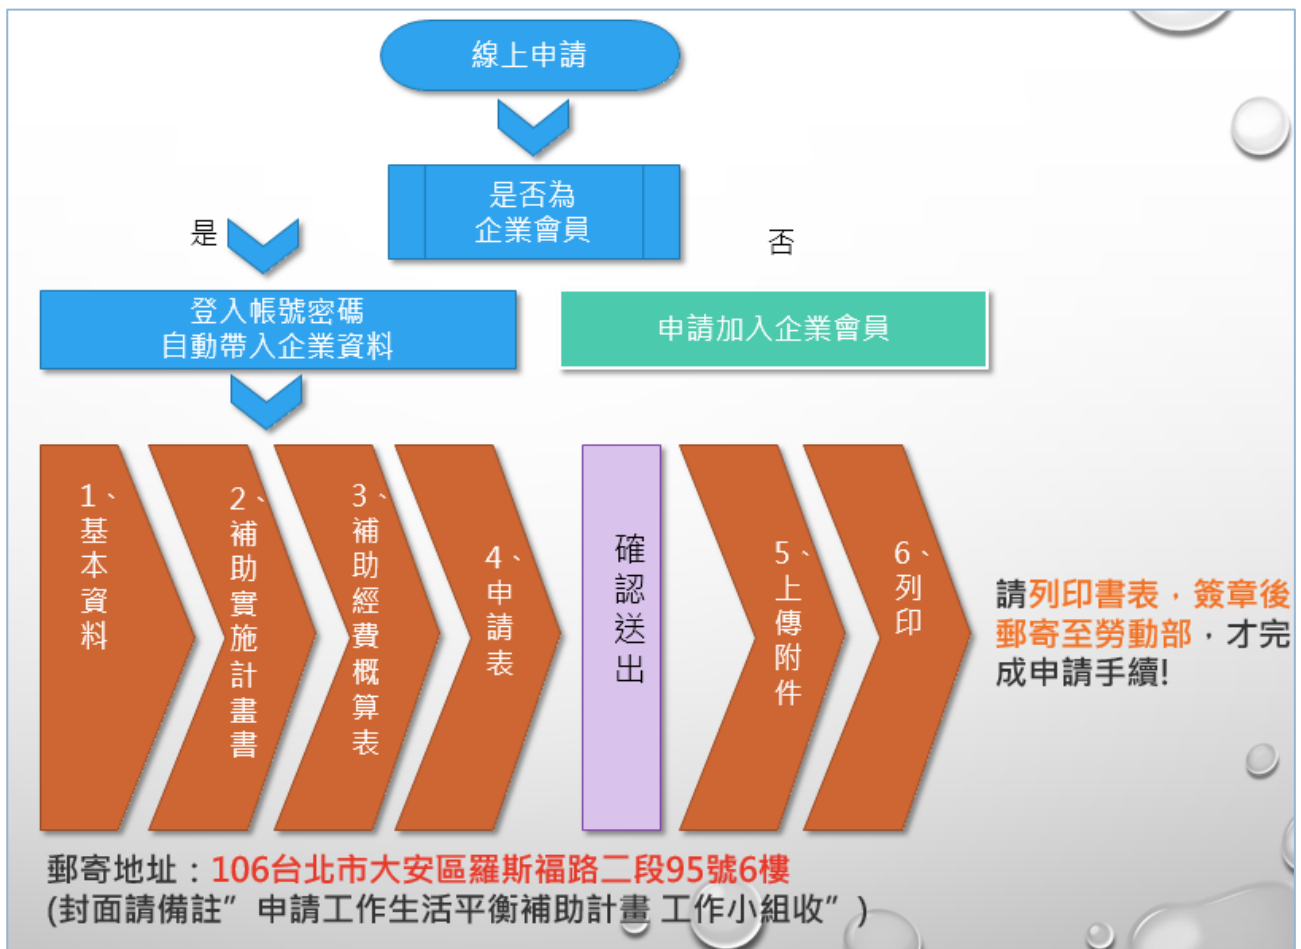 線上申請
是否為
企業會員
是
否
登入帳號密碼
自動帶入企業資料
申請加入企業會員
1、基本資料
2、補助實施計畫書
3、補助經費概算表
4、申請表
確認送出
5、上傳附件
6、列印
請列印書表，簽章後
郵寄至勞動部，才完
成申請手續!
郵寄地址：106台北市大安區羅斯福路二段95號6樓
(封面請備註”申請工作生活平衡補助計畫 工作小組收”)